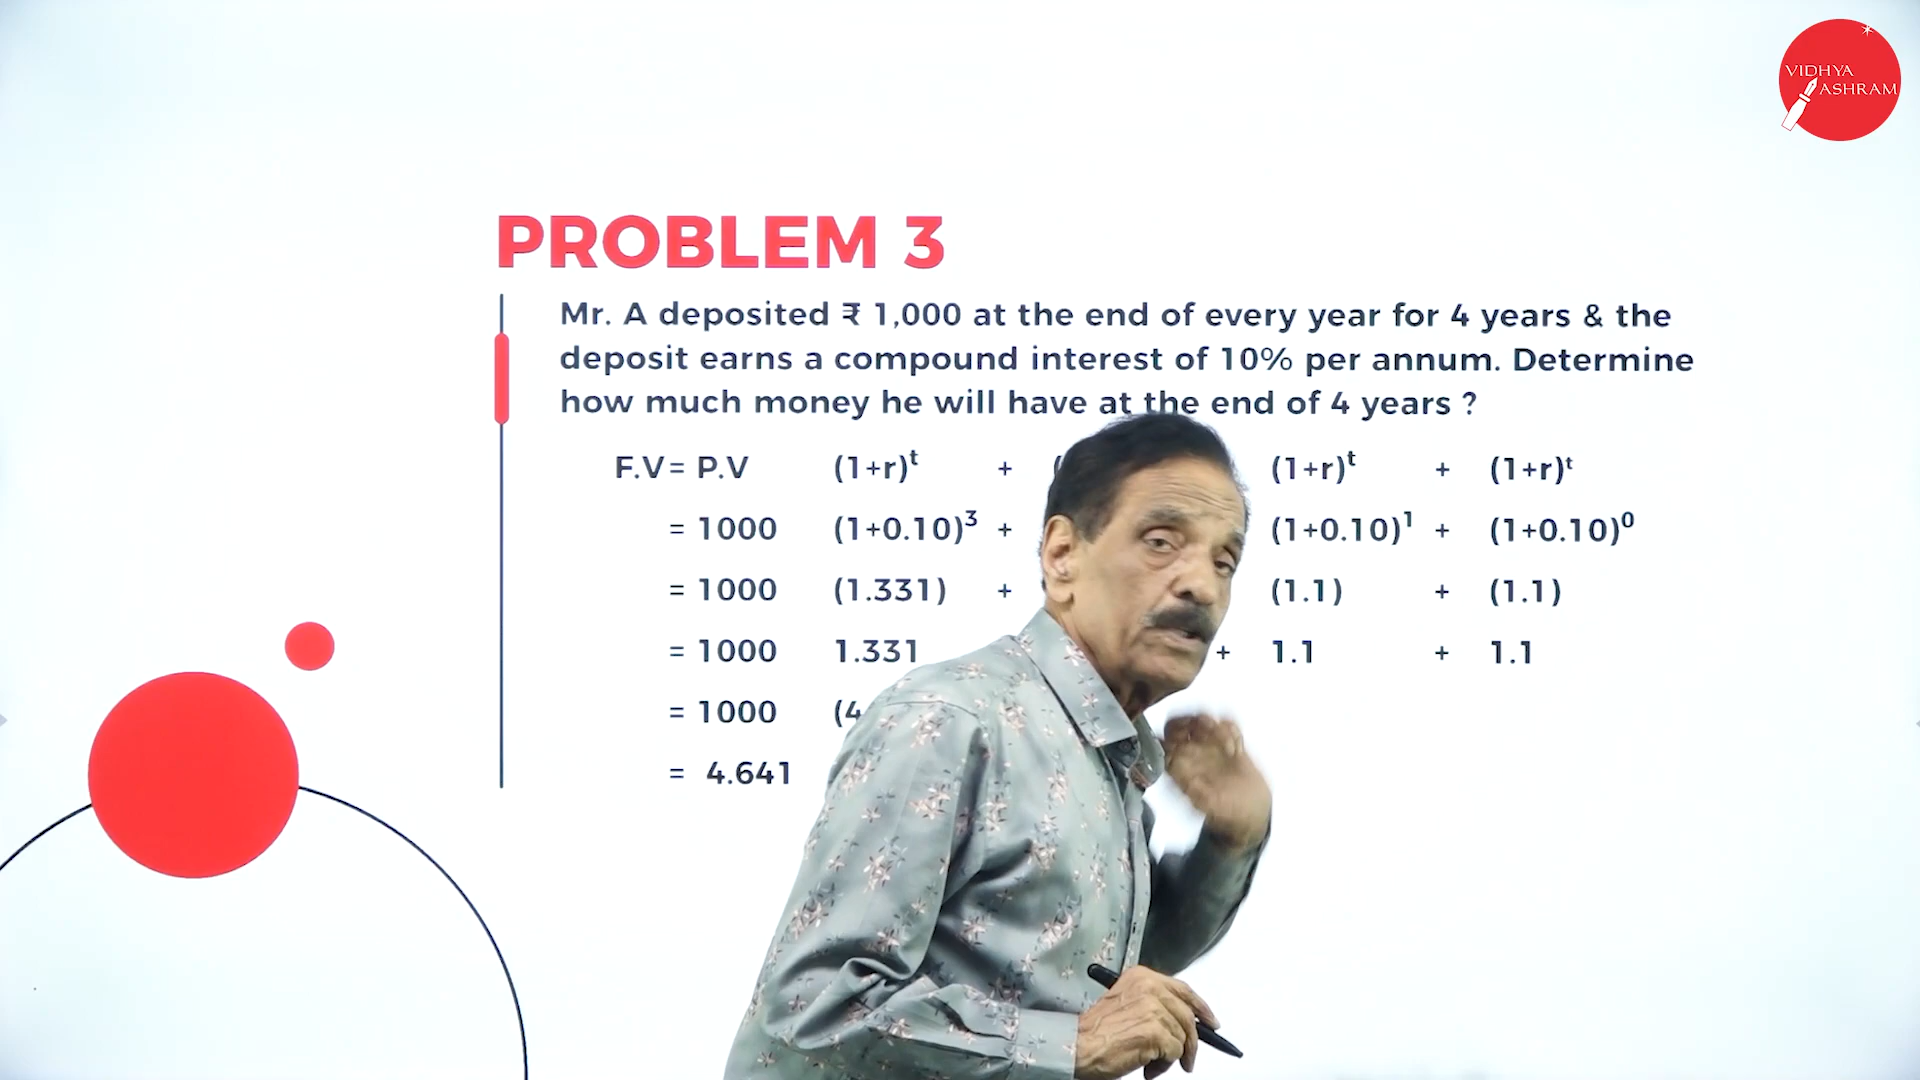 VIDHYA
ASHRAM
PROBLEM 3
Mr. A deposited ₹ 1,000 at the end of every year for 4 years & the
deposit earns a compound interest of 10% per annum. Determine
how much money he will have at the end of 4 years ?
F.V = P.V (1+r)^t + ( (1+r)^t + (1+r)^t
= 1000 (1+0.10)^3 + (1+0.10)^1 + (1+0.10)^0
= 1000 (1.331) + (1.1) + (1.1)
= 1000 1.331 + 1.1 + 1.1
= 1000 (4
= 4.641